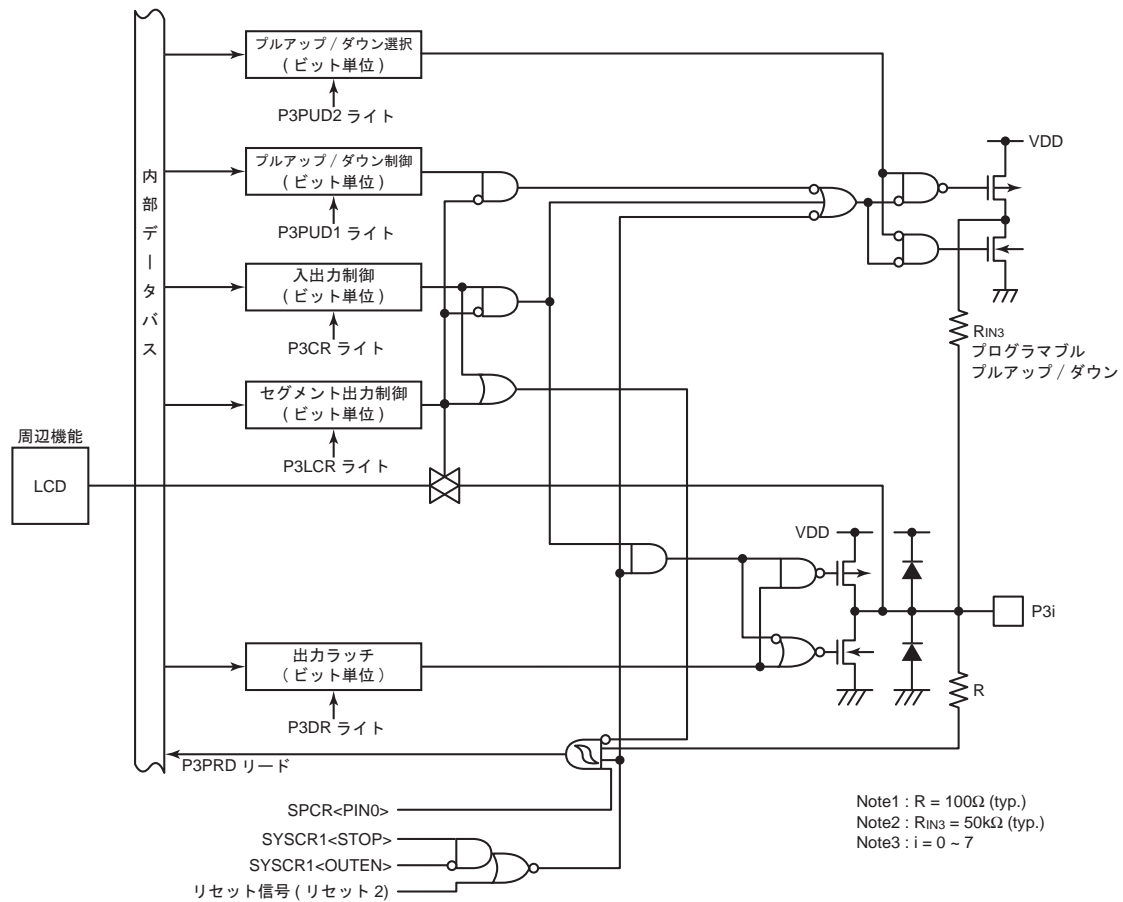 プルアップ / ダウン選択
( ビット単位 )
P3PUD2 ライト
VDD
プルアップ / ダウン制御
( ビット単位 )
P3PUD1 ライト
内部データバス
入出力制御
( ビット単位 )
P3CR ライト
RIN3
プログラマブル
プルアップ / ダウン
セグメント出力制御
( ビット単位 )
P3LCR ライト
周辺機能
LCD
VDD
P3i
出力ラッチ
( ビット単位 )
P3DR ライト
R
P3PRD リード
SPCR<PIN0>
SYSCR1<STOP>
SYSCR1<OUTEN>
リセット信号 ( リセット 2)
Note1 : R = 100Ω (typ.)
Note2 : RIN3 = 50kΩ (typ.)
Note3 : i = 0 ~ 7